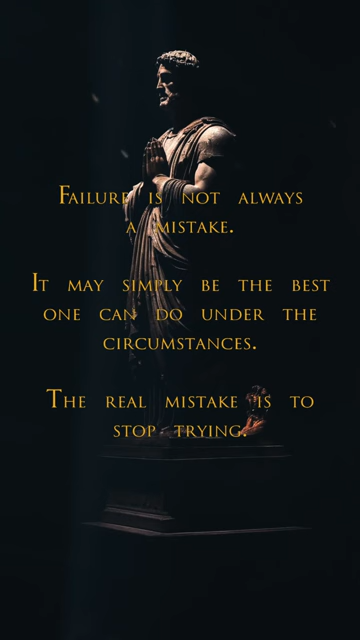 Failure is not always
a mistake.
It may simply be the best
one can do under the
circumstances.
The real mistake is to
stop trying.